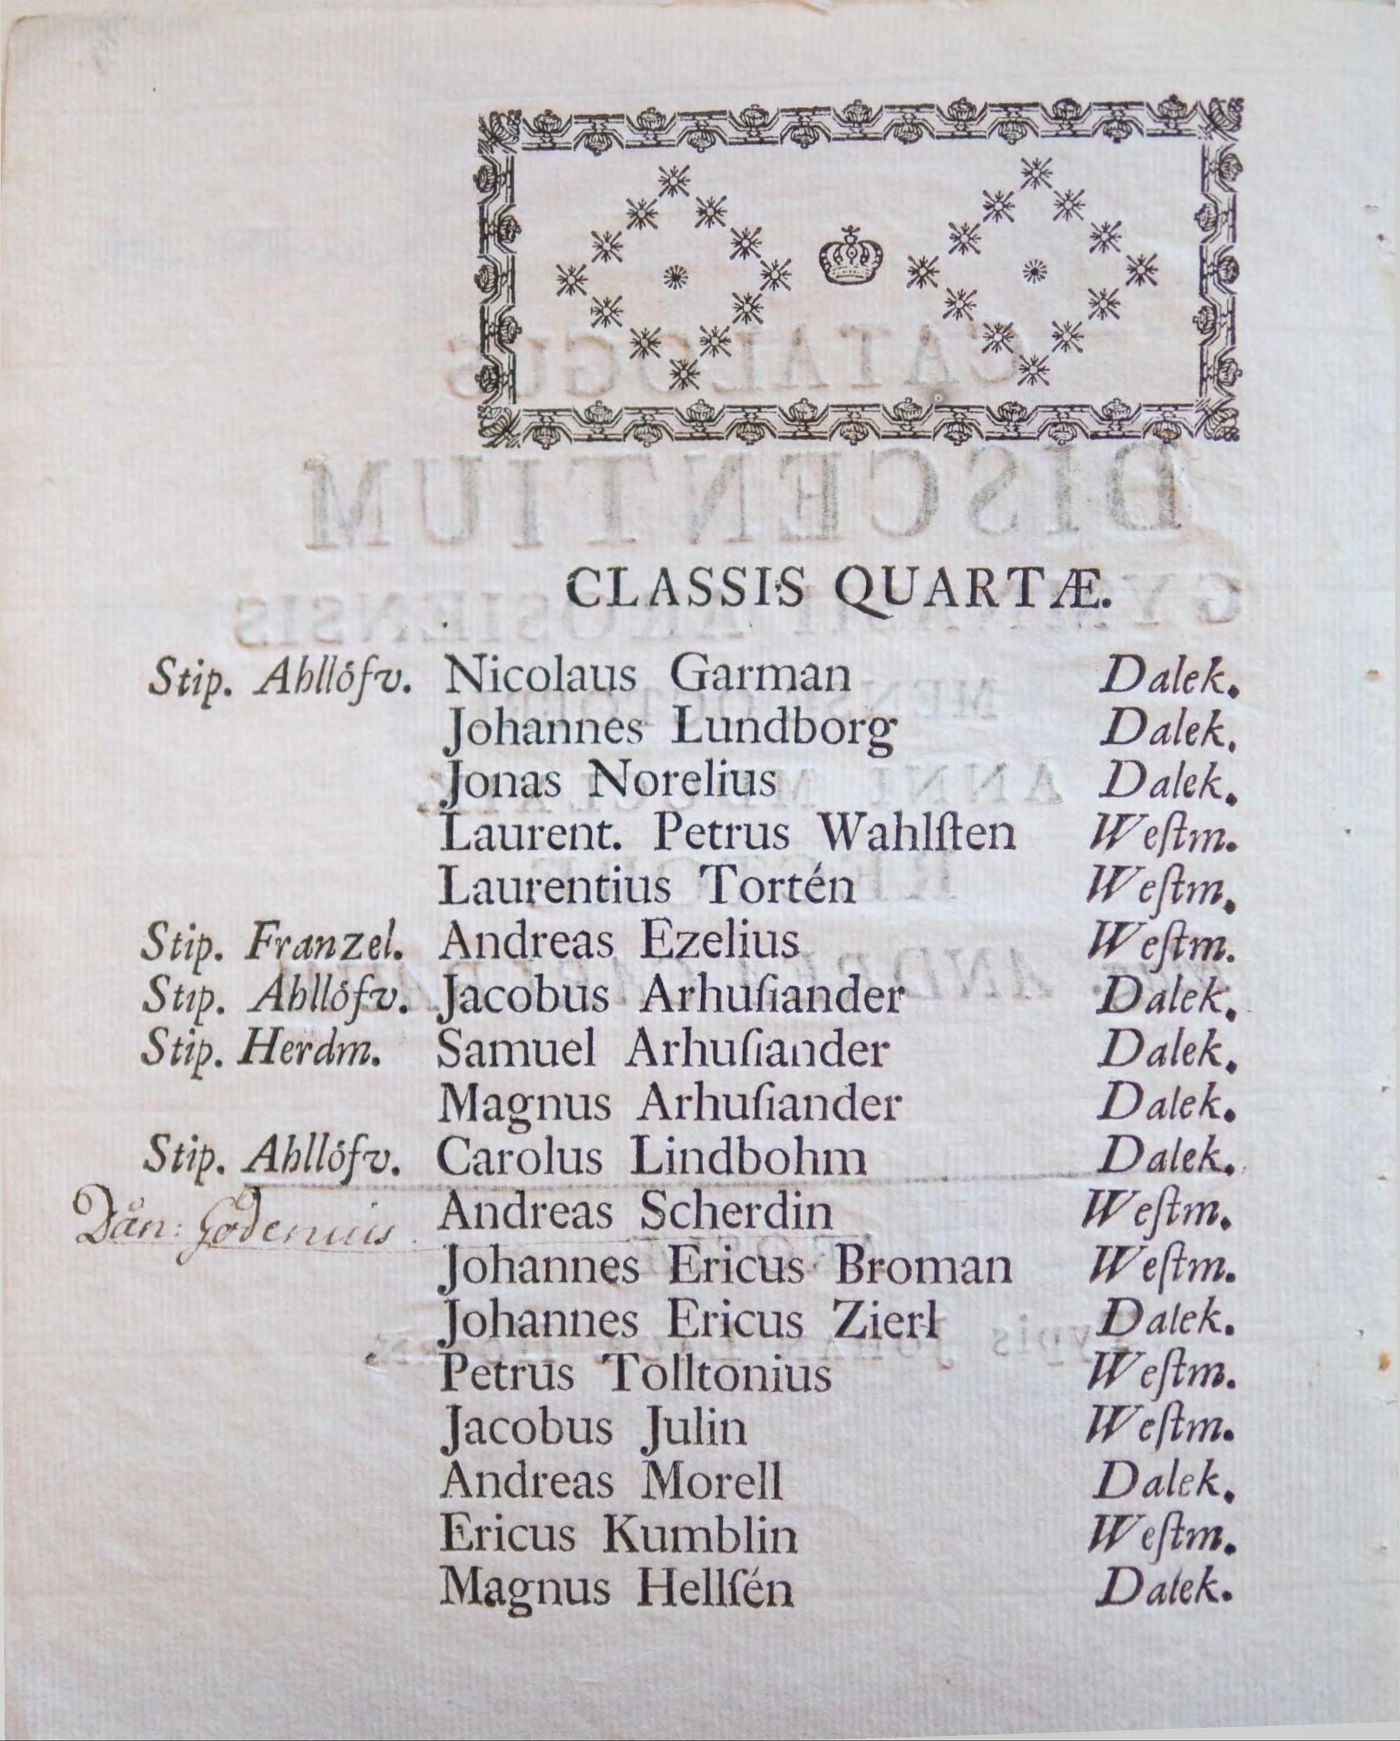 CLASSIS QUARTÆ.
Stip. Ahllöfv. Nicolaus Garman Dalek.
Johannes Lundborg Dalek.
Jonas Norelius Dalek.
Laurent. Petrus Wahlſten Weſtm.
Laurentius Tortén Weſtm.
Stip. Franzel. Andreas Ezelius Weſtm.
Stip. Ahllöfv. Jacobus Arhuſiander Dalek.
Stip. Herdm. Samuel Arhuſiander Dalek.
Magnus Arhuſiander Dalek.
Stip. Ahllöfv. Carolus Lindbohm Dalek.
Andreas Scherdin Weſtm.
Johannes Ericus Broman Weſtm.
Johannes Ericus Zierl Dalek.
Petrus Tolltonius Weſtm.
Jacobus Julin Weſtm.
Andreas Morell Dalek.
Ericus Kumblin Weſtm.
Magnus Hellſén Dalek.